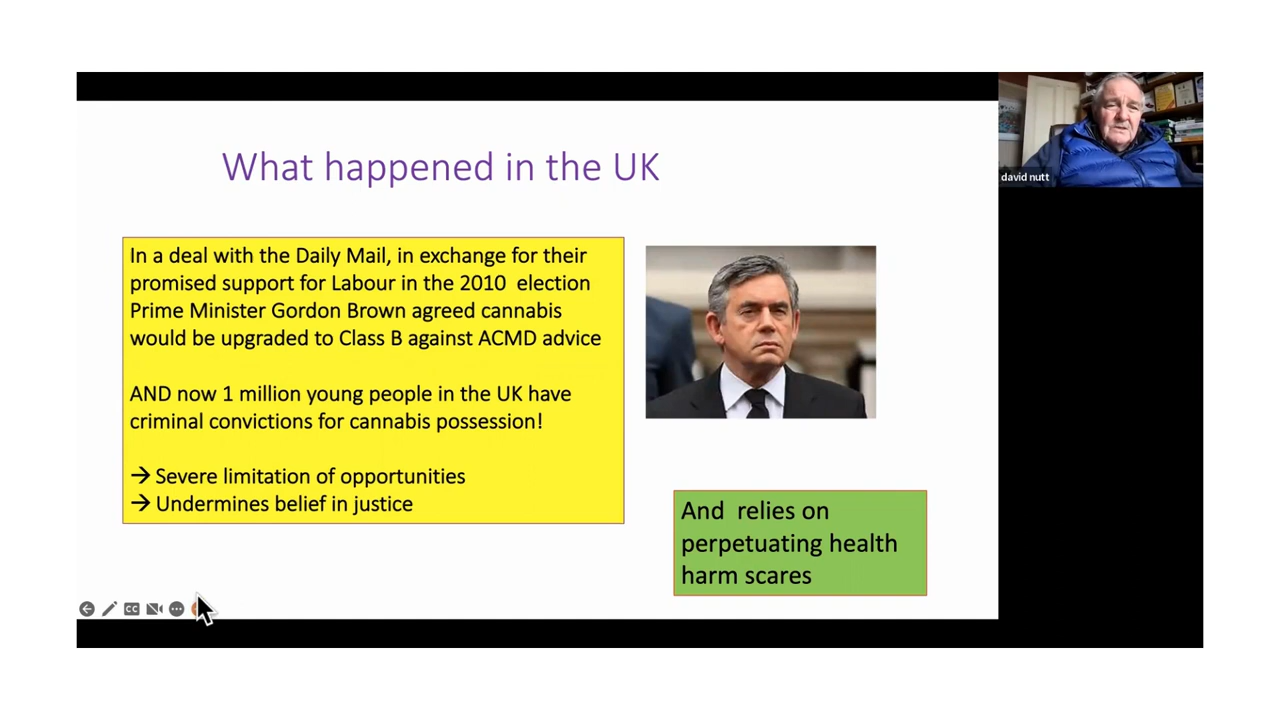 What happened in the UK
In a deal with the Daily Mail, in exchange for their
promised support for Labour in the 2010  election
Prime Minister Gordon Brown agreed cannabis
would be upgraded to Class B against ACMD advice
AND now 1 million young people in the UK have
criminal convictions for cannabis possession!
→ Severe limitation of opportunities
→ Undermines belief in justice
And  relies on
perpetuating health
harm scares
david nutt
CC